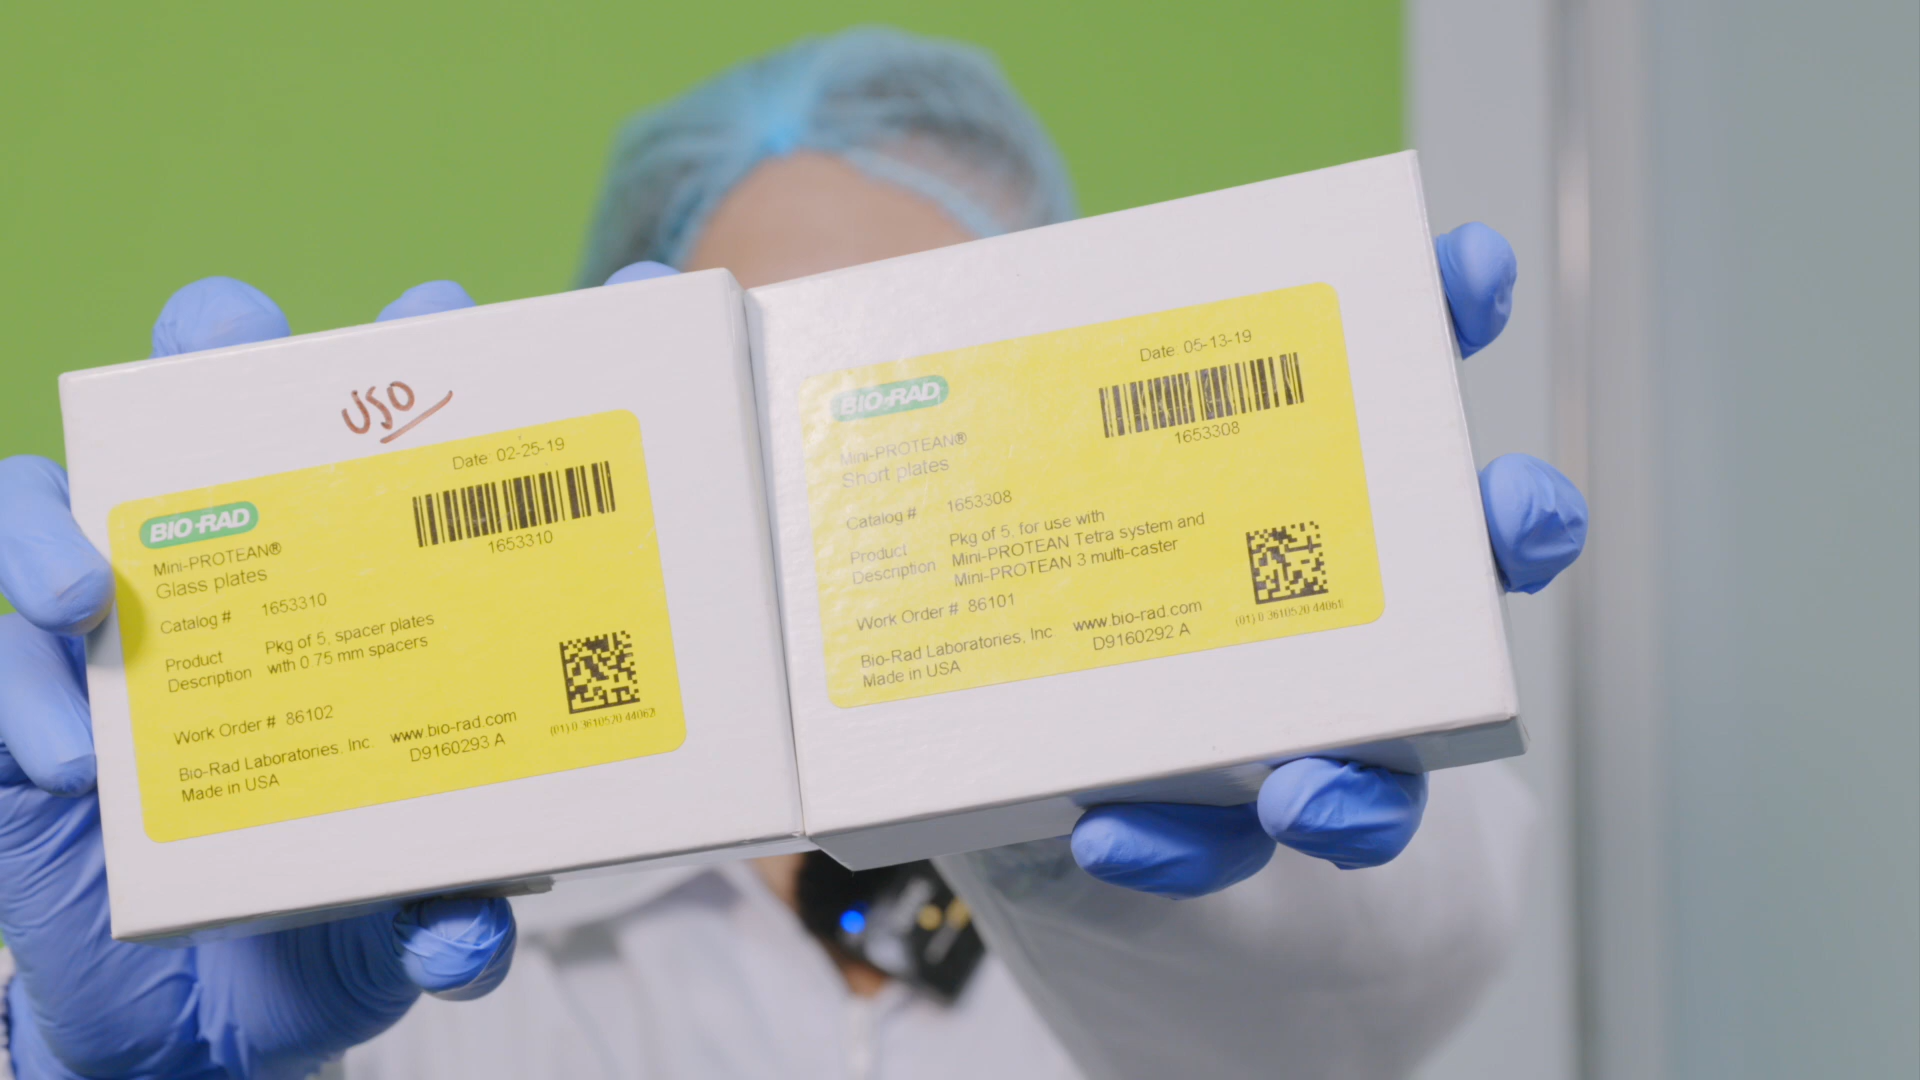 USO
BIO-RAD
Date 02-25-19
1653310
Mini-PROTEAN®
Glass plates
Catalog # 1653310
Product Description Pkg of 5, spacer plates
with 0.75 mm spacers
Work Order # 86102
Bio-Rad Laboratories, Inc. www.bio-rad.com
Made in USA D9160293 A
BIO-RAD
Date 05-13-19
1653308
Mini-PROTEAN®
Short plates
Catalog # 1653308
Product Description Pkg of 5, for use with
Mini-PROTEAN Tetra system and
Mini-PROTEAN 3 multi-caster
Work Order # 86101
Bio-Rad Laboratories, Inc www.bio-rad.com
Made in USA D9160292 A
(01) 0 3610520 44061